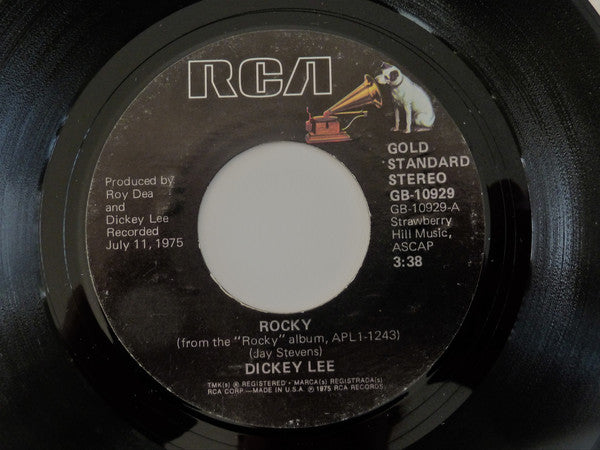 RCA
GOLD
STANDARD
STEREO
GB-10929
GB-10929-A
Strawberry
Hill Music,
ASCAP
3:38
Produced by
Roy Dea
and
Dickey Lee
Recorded
July 11, 1975
ROCKY
(from the "Rocky" album, APL1-1243)
(Jay Stevens)
DICKEY LEE
TMK(s) ® REGISTERED • MARCA(s) REGISTRADA(s)
RCA CORP.—MADE IN U.S.A. ℗ 1975 RCA RECORDS